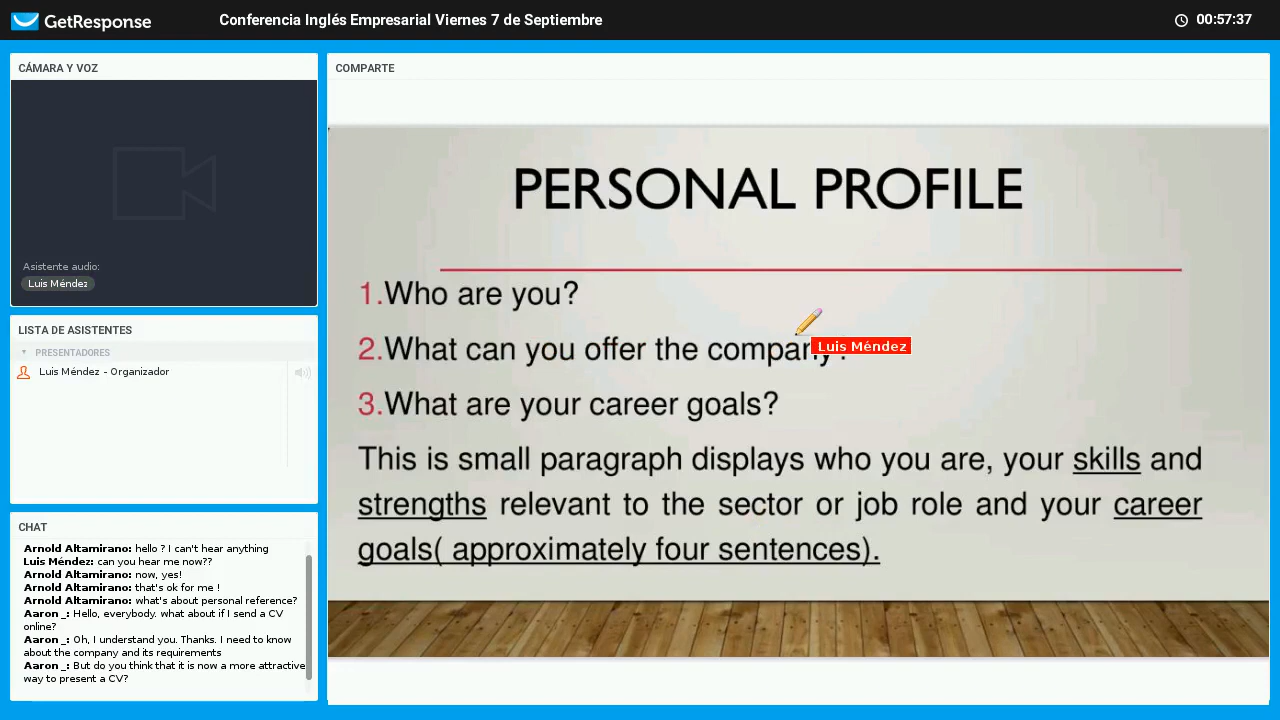 GetResponse
Conferencia Inglés Empresarial Viernes 7 de Septiembre
00:57:37
CÁMARA Y VOZ
Asistente audio:
Luis Méndez
LISTA DE ASISTENTES
PRESENTADORES
Luis Méndez - Organizador
CHAT
Arnold Altamirano: hello ? I can't hear anything
Luis Méndez: can you hear me now??
Arnold Altamirano: now, yes!
Arnold Altamirano: that's ok for me !
Arnold Altamirano: what's about personal reference?
Aaron _: Hello, everybody. what about if I send a CV
online?
Aaron _: Oh, I understand you. Thanks. I need to know
about the company and its requirements
Aaron _: But do you think that it is now a more attractive
way to present a CV?
COMPARTE
PERSONAL PROFILE
1.Who are you?
2.What can you offer the company?
Luis Méndez
3.What are your career goals?
This is small paragraph displays who you are, your skills and
strengths relevant to the sector or job role and your career
goals( approximately four sentences).